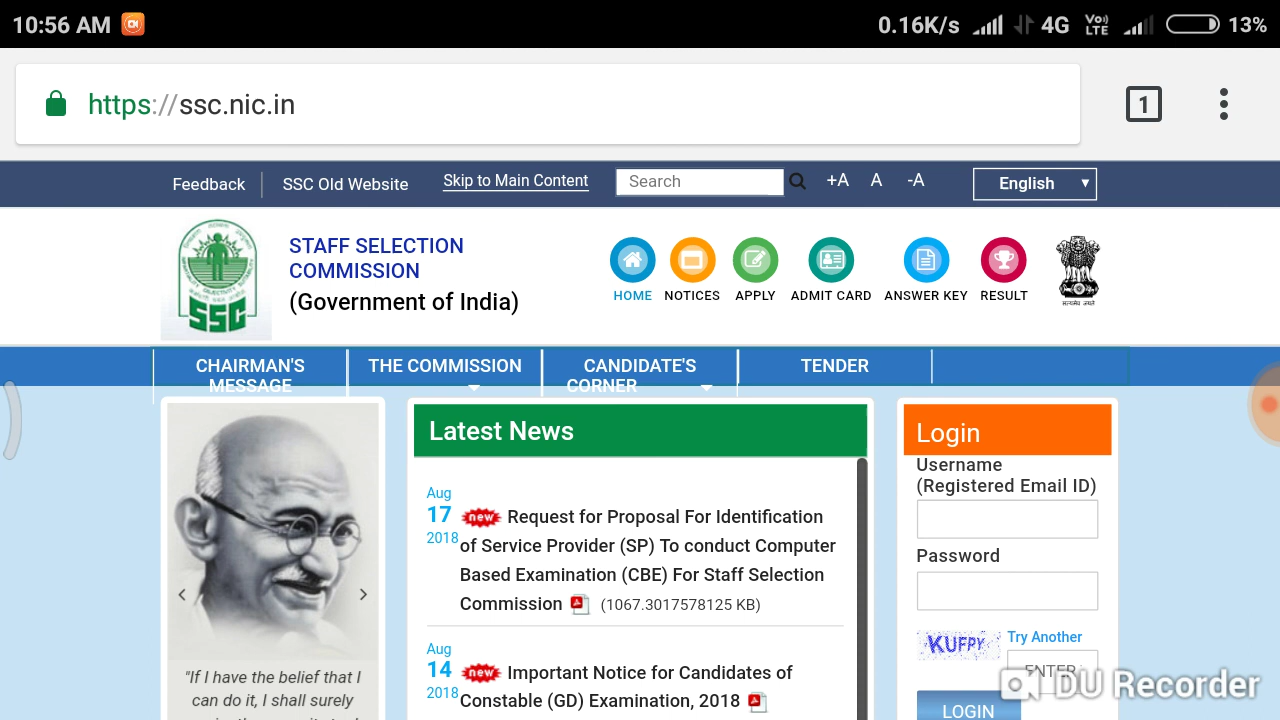 10:56 AM
0.16K/s 4G VoLTE 13%
https://ssc.nic.in
1
Feedback
SSC Old Website
Skip to Main Content
Search
+A A -A
English
SSC
STAFF SELECTION
COMMISSION
(Government of India)
HOME NOTICES APPLY ADMIT CARD ANSWER KEY RESULT
CHAIRMAN'S
MESSAGE
THE COMMISSION
CANDIDATE'S
CORNER
TENDER
"If I have the belief that I
can do it, I shall surely
Latest News
Aug
17
2018
new Request for Proposal For Identification
of Service Provider (SP) To conduct Computer
Based Examination (CBE) For Staff Selection
Commission (1067.3017578125 KB)
Aug
14
2018
new Important Notice for Candidates of
Constable (GD) Examination, 2018
Login
Username
(Registered Email ID)
Password
KUFPY
Try Another
ENTER
LOGIN
DU Recorder